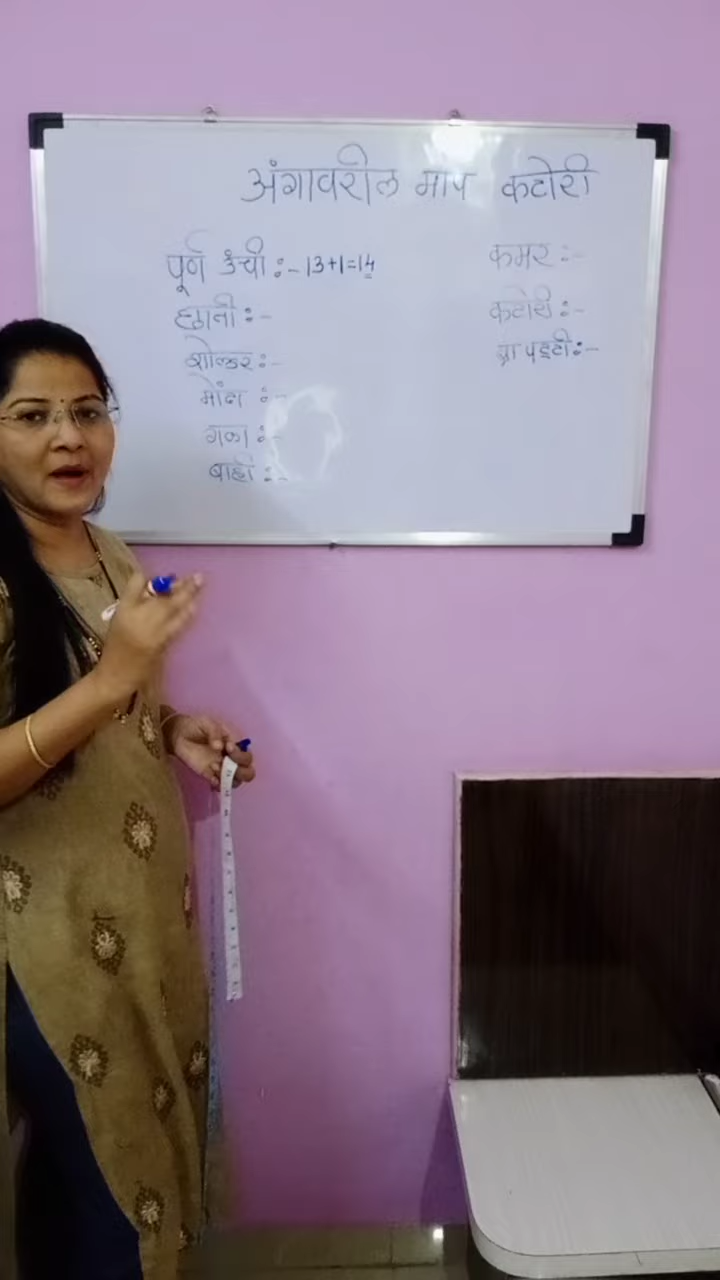 अंगावरील माप कटोरी
पूर्ण उंची :- 13+1=14
छाती :-
शोल्डर :-
मोंढा :-
गळा :-
बाही :-
कमर :-
कटोरी :-
ब्रा पट्टी :-